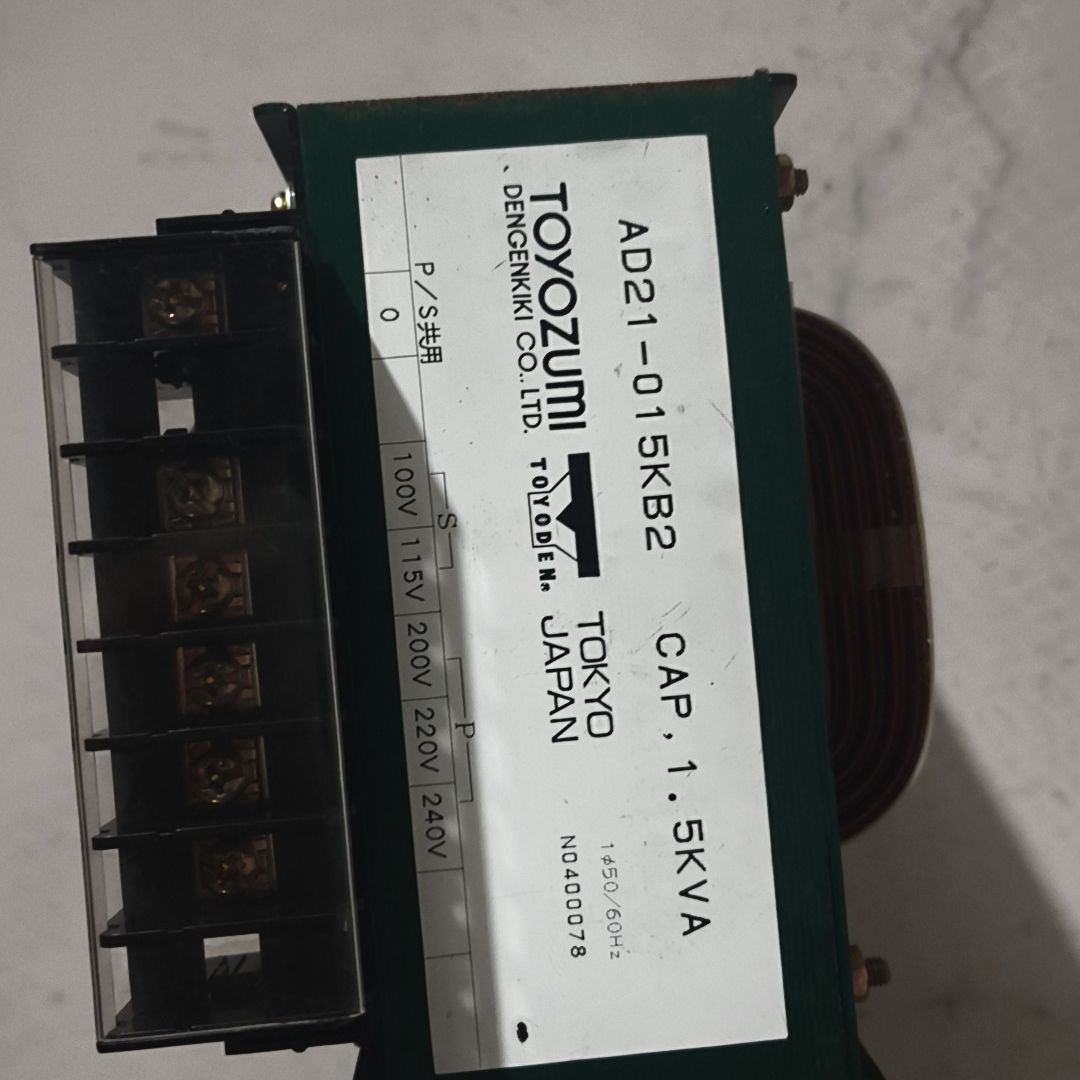 AD21-015KB2 CAP, 1.5KVA
TOYOZUMI TOKYO
DENGENKIKI CO., LTD. TOYODEN® JAPAN
1φ50/60Hz
NO400078
P/S共用 S P
0 100V 115V 200V 220V 240V